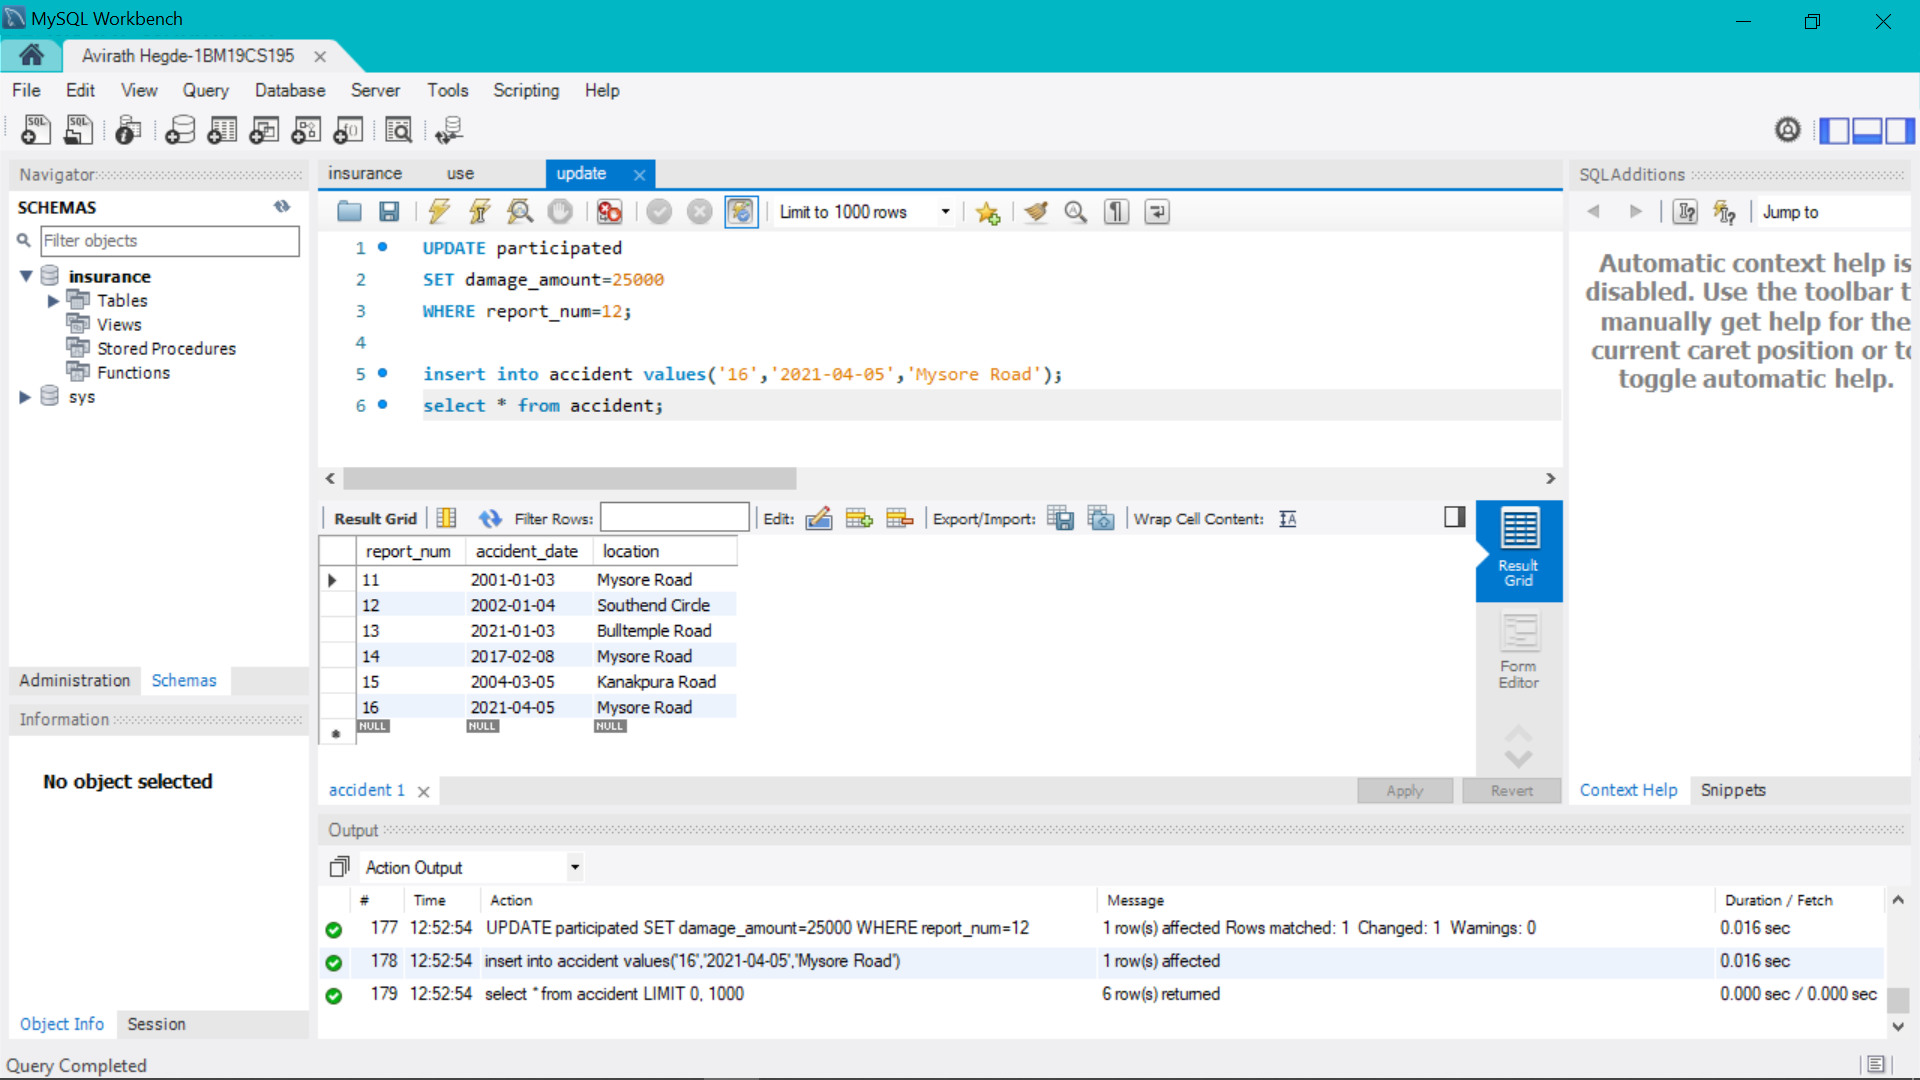 MySQL Workbench
Avirath Hegde-1BM19CS195
File Edit View Query Database Server Tools Scripting Help
SQL SQL
Navigator
SCHEMAS
Filter objects
insurance
Tables
Views
Stored Procedures
Functions
sys
Administration Schemas
Information
No object selected
Object Info Session
insurance use update
Limit to 1000 rows
1 UPDATE participated
2 SET damage_amount=25000
3 WHERE report_num=12;
4
5 insert into accident values('16','2021-04-05','Mysore Road');
6 select * from accident;
Result Grid Filter Rows: Edit: Export/Import: Wrap Cell Content: IA
report_num accident_date location
11 2001-01-03 Mysore Road
12 2002-01-04 Southend Circle
13 2021-01-03 Bulltemple Road
14 2017-02-08 Mysore Road
15 2004-03-05 Kanakpura Road
16 2021-04-05 Mysore Road
NULL NULL NULL
Result
Grid
Form
Editor
accident 1 Apply Revert
SQLAdditions
Jump to
Automatic context help is
disabled. Use the toolbar t
manually get help for the
current caret position or to
toggle automatic help.
Context Help Snippets
Output
Action Output
# Time Action Message Duration / Fetch
177 12:52:54 UPDATE participated SET damage_amount=25000 WHERE report_num=12 1 row(s) affected Rows matched: 1 Changed: 1 Warnings: 0 0.016 sec
178 12:52:54 insert into accident values('16','2021-04-05','Mysore Road') 1 row(s) affected 0.016 sec
179 12:52:54 select * from accident LIMIT 0, 1000 6 row(s) returned 0.000 sec / 0.000 sec
Query Completed